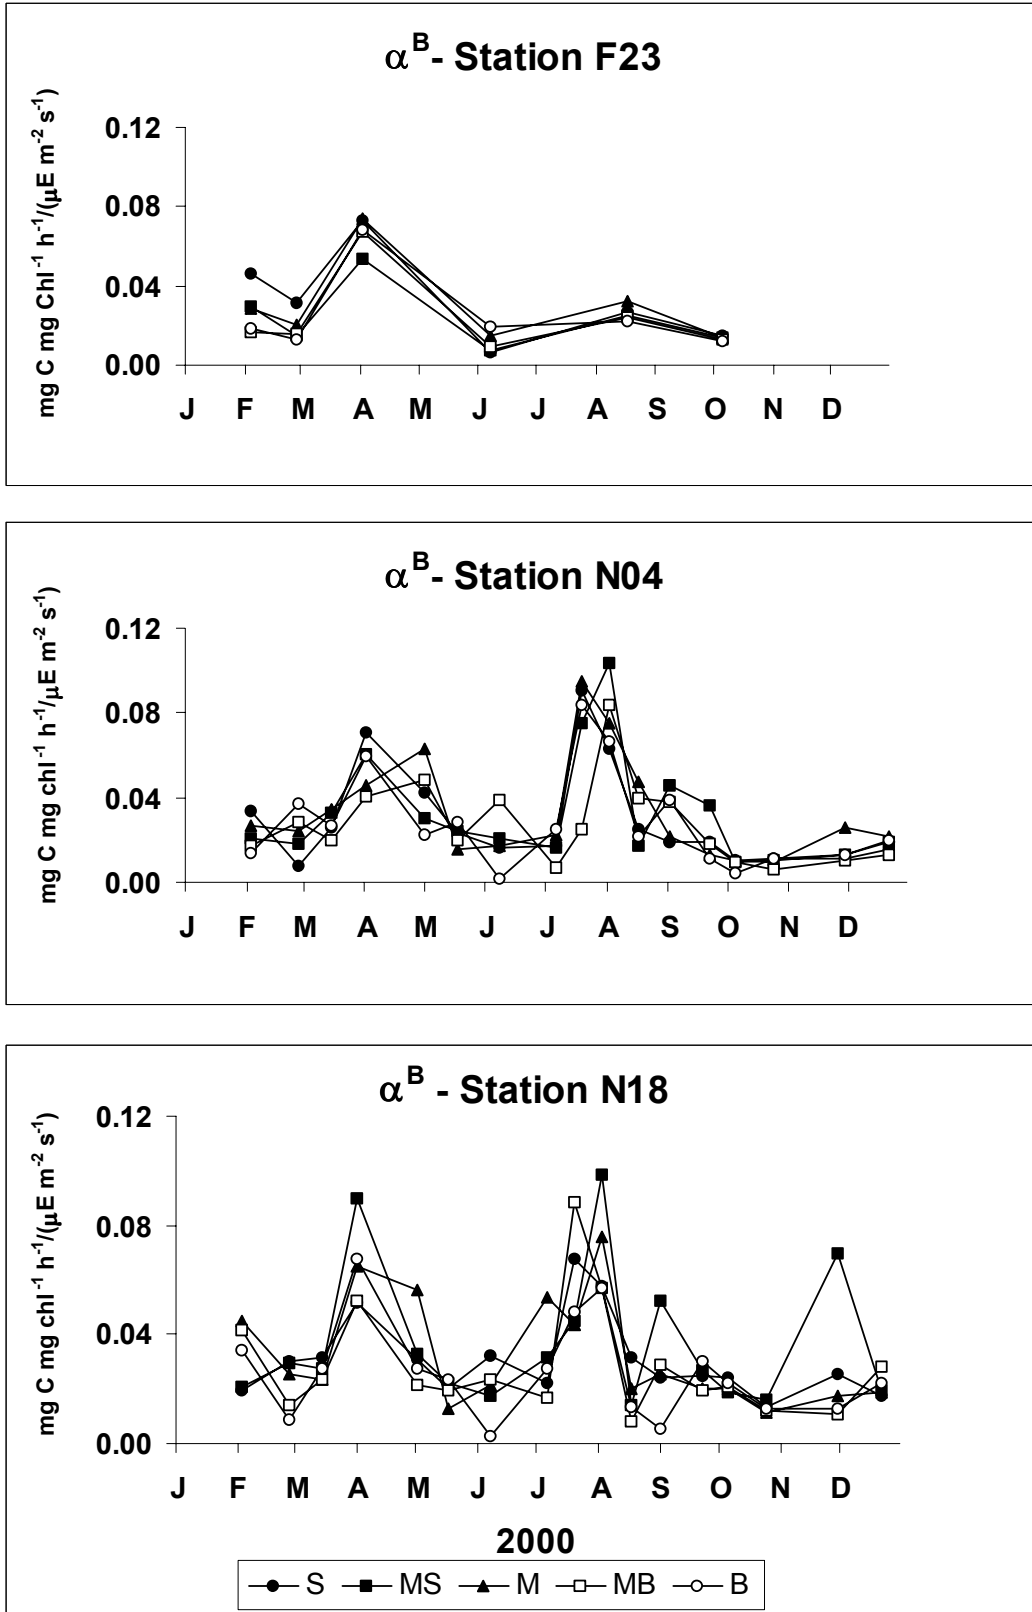 αᴮ- Station F23
mg C mg Chl⁻¹ h⁻¹/(µE m⁻² s⁻¹)
0.12
0.08
0.04
0.00
J F M A M J J A S O N D
αᴮ- Station N04
mg C mg chl⁻¹ h⁻¹/µE m⁻² s⁻¹)
0.12
0.08
0.04
0.00
J F M A M J J A S O N D
αᴮ - Station N18
mg C mg chl⁻¹ h⁻¹/(µE m⁻² s⁻¹)
0.12
0.08
0.04
0.00
J F M A M J J A S O N D
2000
S MS M MB B